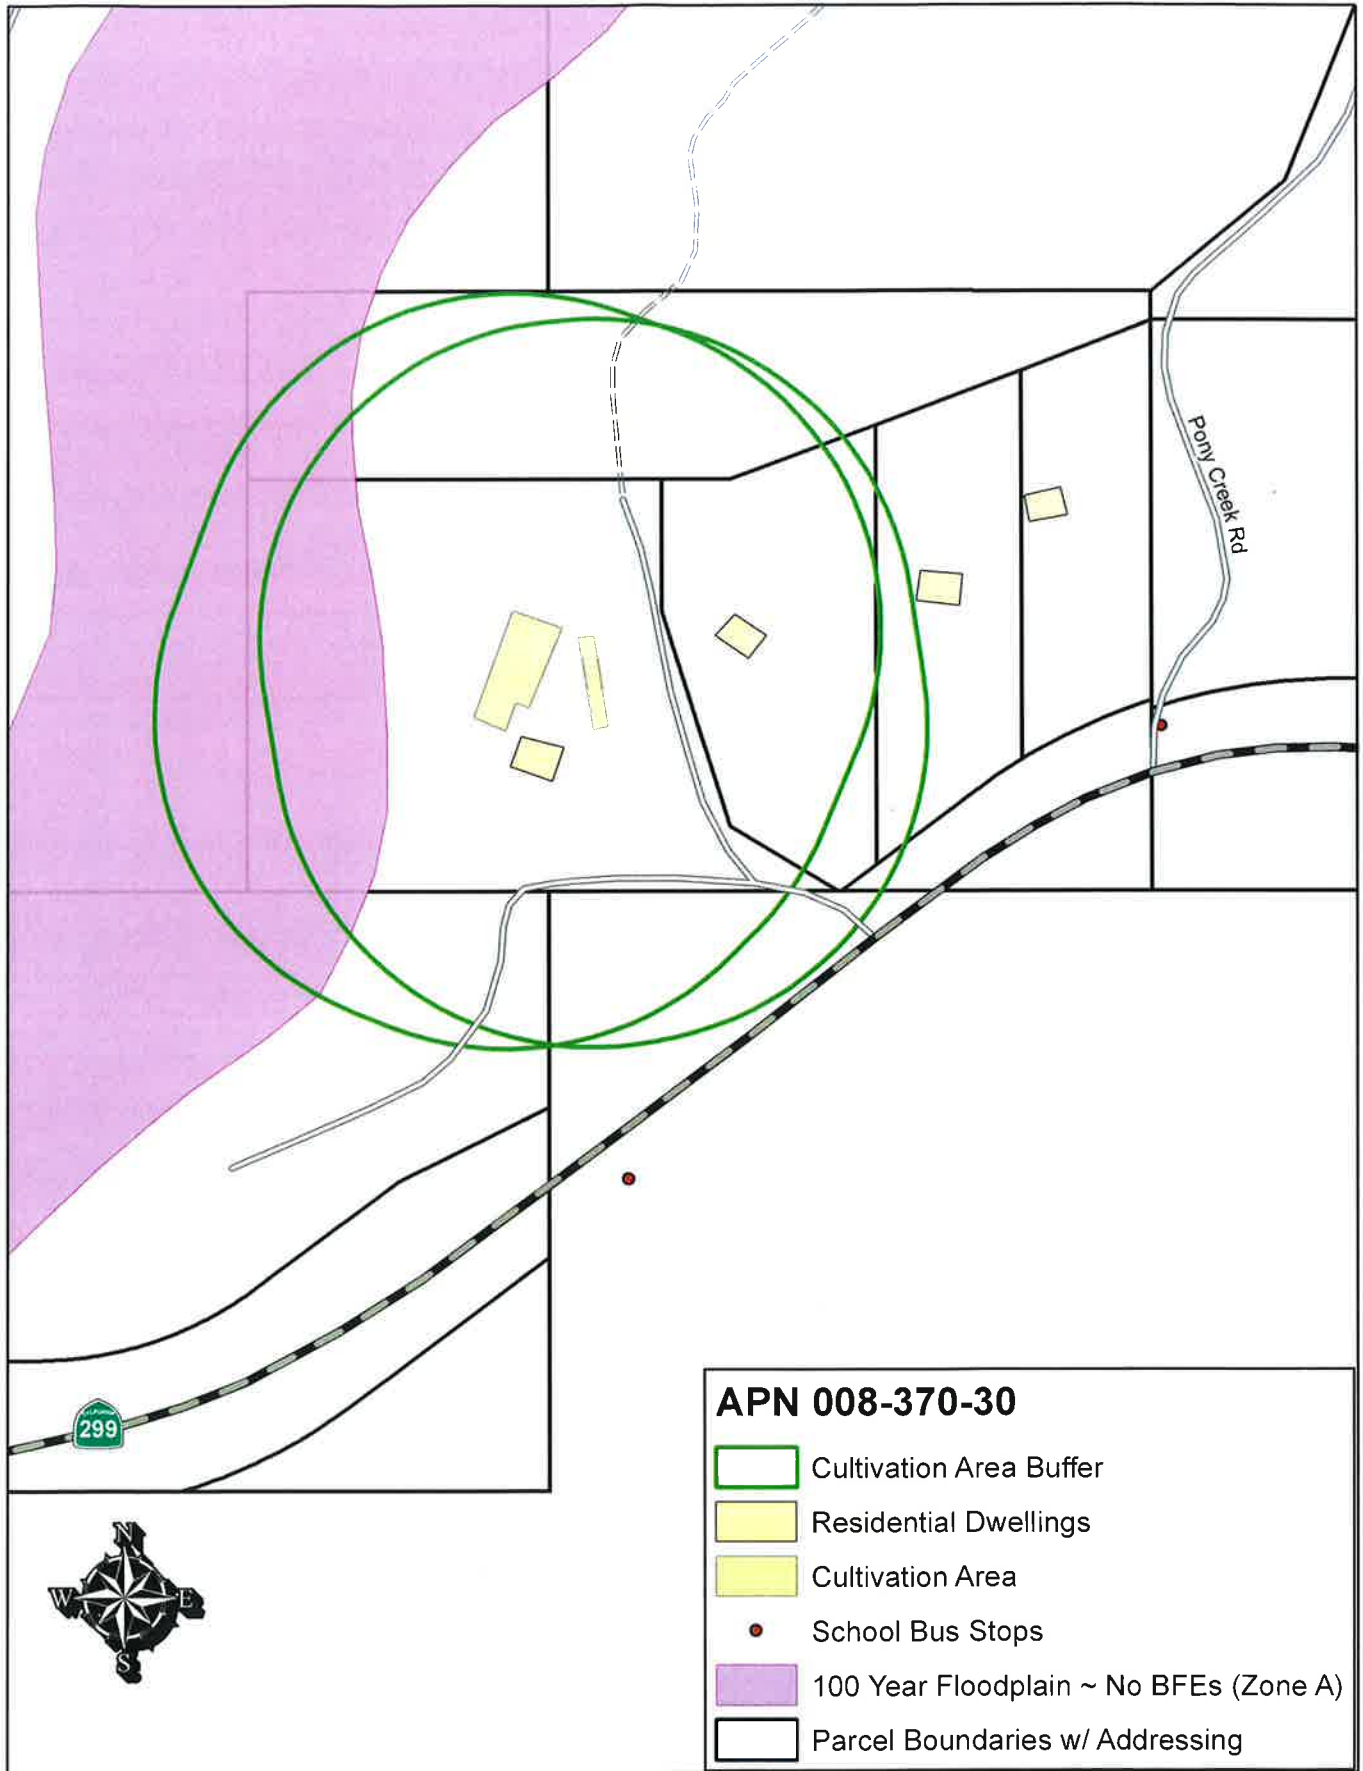 Pony Creek Rd
299
N
W
E
S
APN 008-370-30
Cultivation Area Buffer
Residential Dwellings
Cultivation Area
School Bus Stops
100 Year Floodplain ~ No BFEs (Zone A)
Parcel Boundaries w/ Addressing